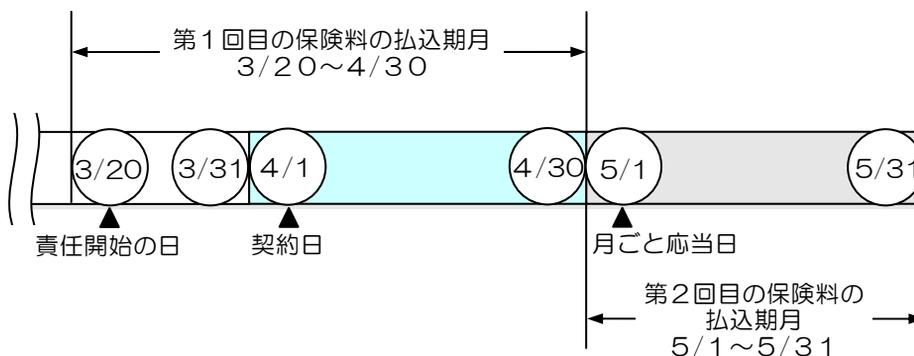 第１回目の保険料の払込期月
３/２０～４/３０
3/20
3/31
4/1
4/30
5/1
5/31
責任開始の日
契約日
月ごと応当日
第２回目の保険料の
払込期月
５/１～５/３１